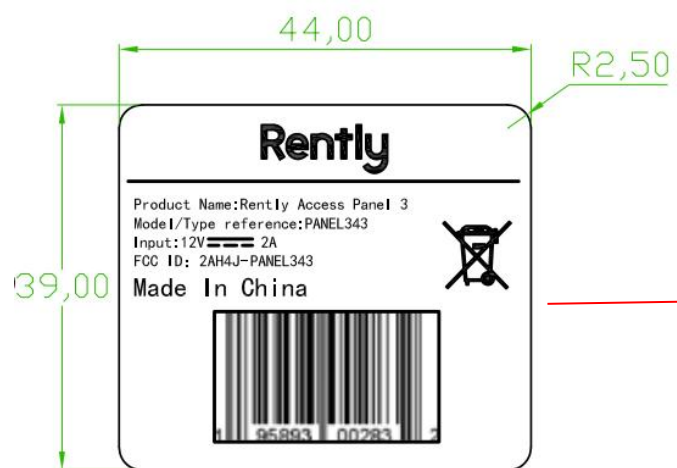 44,00
R2,50
Rently
Product Name:Rently Access Panel 3
Model/Type reference:PANEL343
Input:12V 2A
FCC ID: 2AH4J-PANEL343
39,00
Made In China
95893 00283